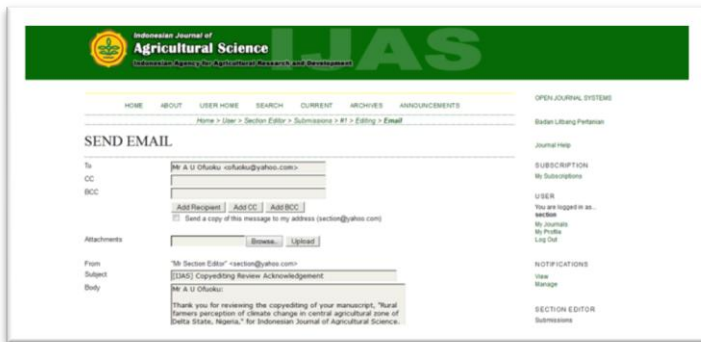 Indonesian Journal of
Agricultural Science
Indonesian Agency for Agricultural Research and Development
IJAS
HOME ABOUT USER HOME SEARCH CURRENT ARCHIVES ANNOUNCEMENTS
Home > User > Section Editor > Submissions > #1 > Editing > Email
SEND EMAIL
To Mr A U Ofuoku <ofuoku@yahoo.com>
CC
BCC
Add Recipient Add CC Add BCC
Send a copy of this message to my address (section@yahoo.com)
Attachments Browse.. Upload
From "Mr Section Editor" <section@yahoo.com>
Subject [IJAS] Copyediting Review Acknowledgement
Body Mr A U Ofuoku:
Thank you for reviewing the copyediting of your manuscript, "Rural
farmers perception of climate change in central agricultural zone of
Delta State, Nigeria," for Indonesian Journal of Agricultural Science.
OPEN JOURNAL SYSTEMS
Badan Litbang Pertanian
Journal Help
SUBSCRIPTION
My Subscriptions
USER
You are logged in as...
section
My Journals
My Profile
Log Out
NOTIFICATIONS
View
Manage
SECTION EDITOR
Submissions